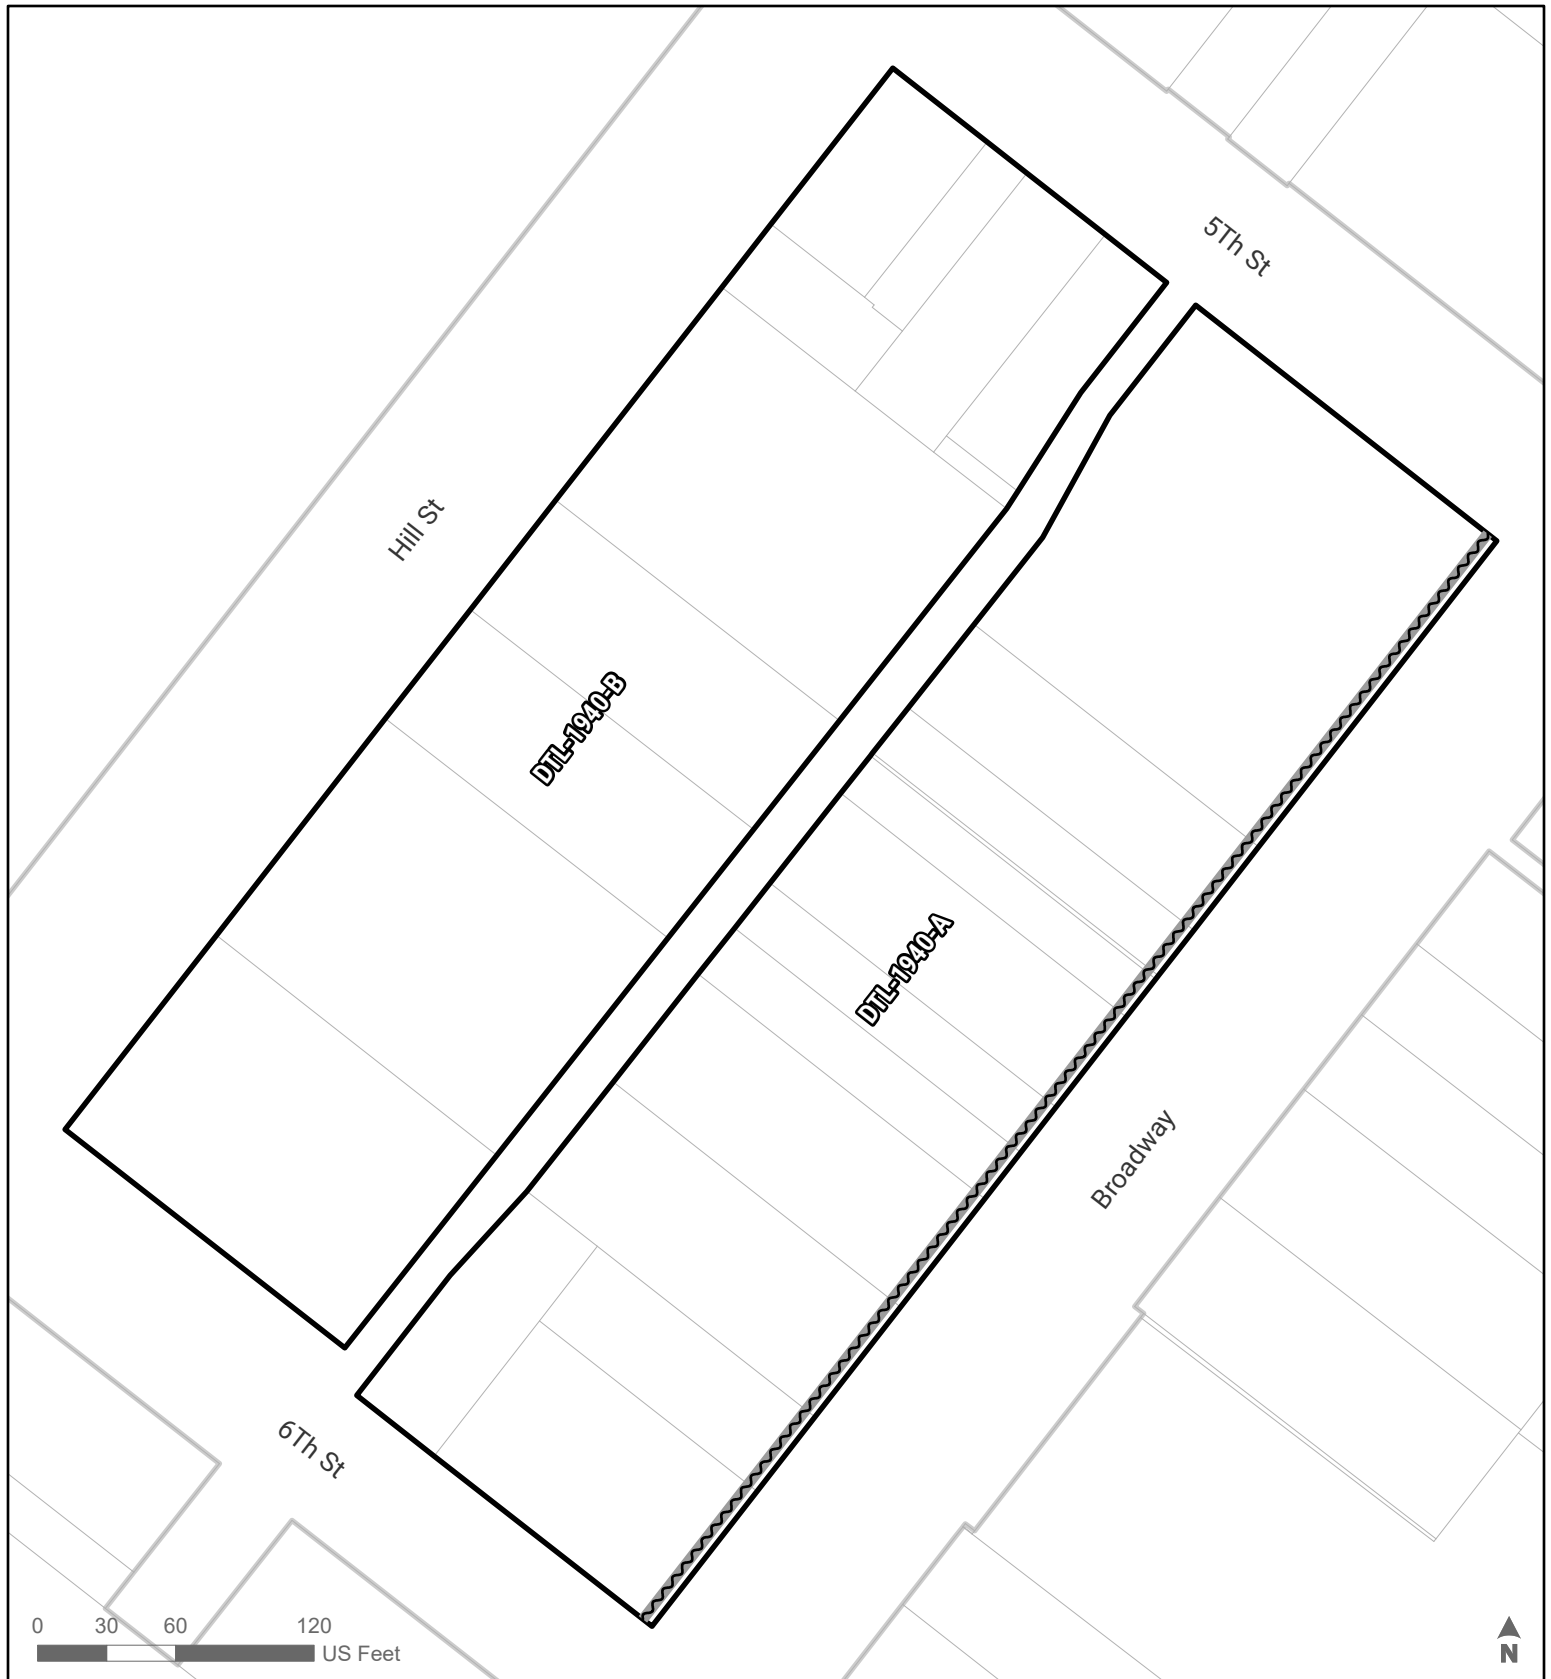 5Th St
Hill St
DTL-1940-B
DTL-1940-A
Broadway
6Th St
0 30 60 120
US Feet
N